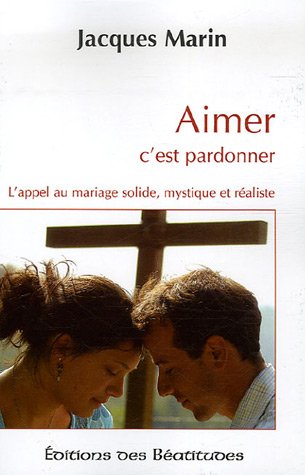 Jacques Marin
Aimer
c'est pardonner
L'appel au mariage solide, mystique et réaliste
Éditions des Béatitudes